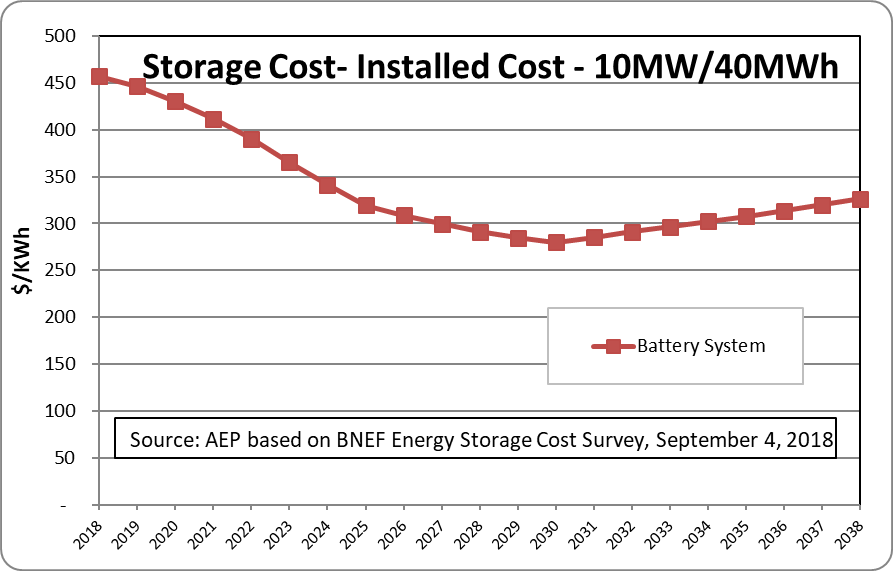 Storage Cost- Installed Cost - 10MW/40MWh
500
450
400
350
300
250
200
150
100
50
-
$/KWh
Battery System
Source: AEP based on BNEF Energy Storage Cost Survey, September 4, 2018
2018 2019 2020 2021 2022 2023 2024 2025 2026 2027 2028 2029 2030 2031 2032 2033 2034 2035 2036 2037 2038